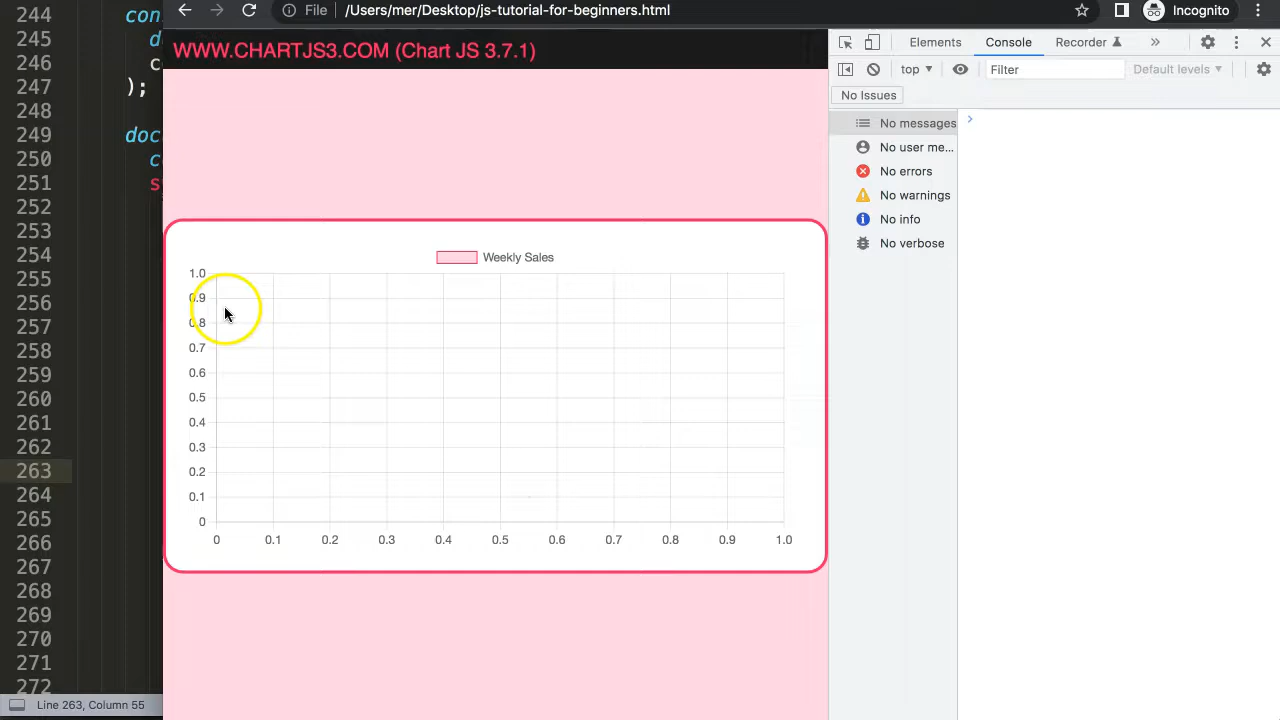 244 con
245 d
246 c
247 );
248
249 doc
250 c
251 s
252
253
254
255
256
257
258
259
260
261
262
263
264
265
266
267
268
269
270
271
272
Line 263, Column 55
File /Users/mer/Desktop/js-tutorial-for-beginners.html
Incognito
WWW.CHARTJS3.COM (Chart JS 3.7.1)
Weekly Sales
1.0
0.9
0.8
0.7
0.6
0.5
0.4
0.3
0.2
0.1
0
0 0.1 0.2 0.3 0.4 0.5 0.6 0.7 0.8 0.9 1.0
Elements Console Recorder
top Filter Default levels
No Issues
No messages
No user me...
No errors
No warnings
No info
No verbose